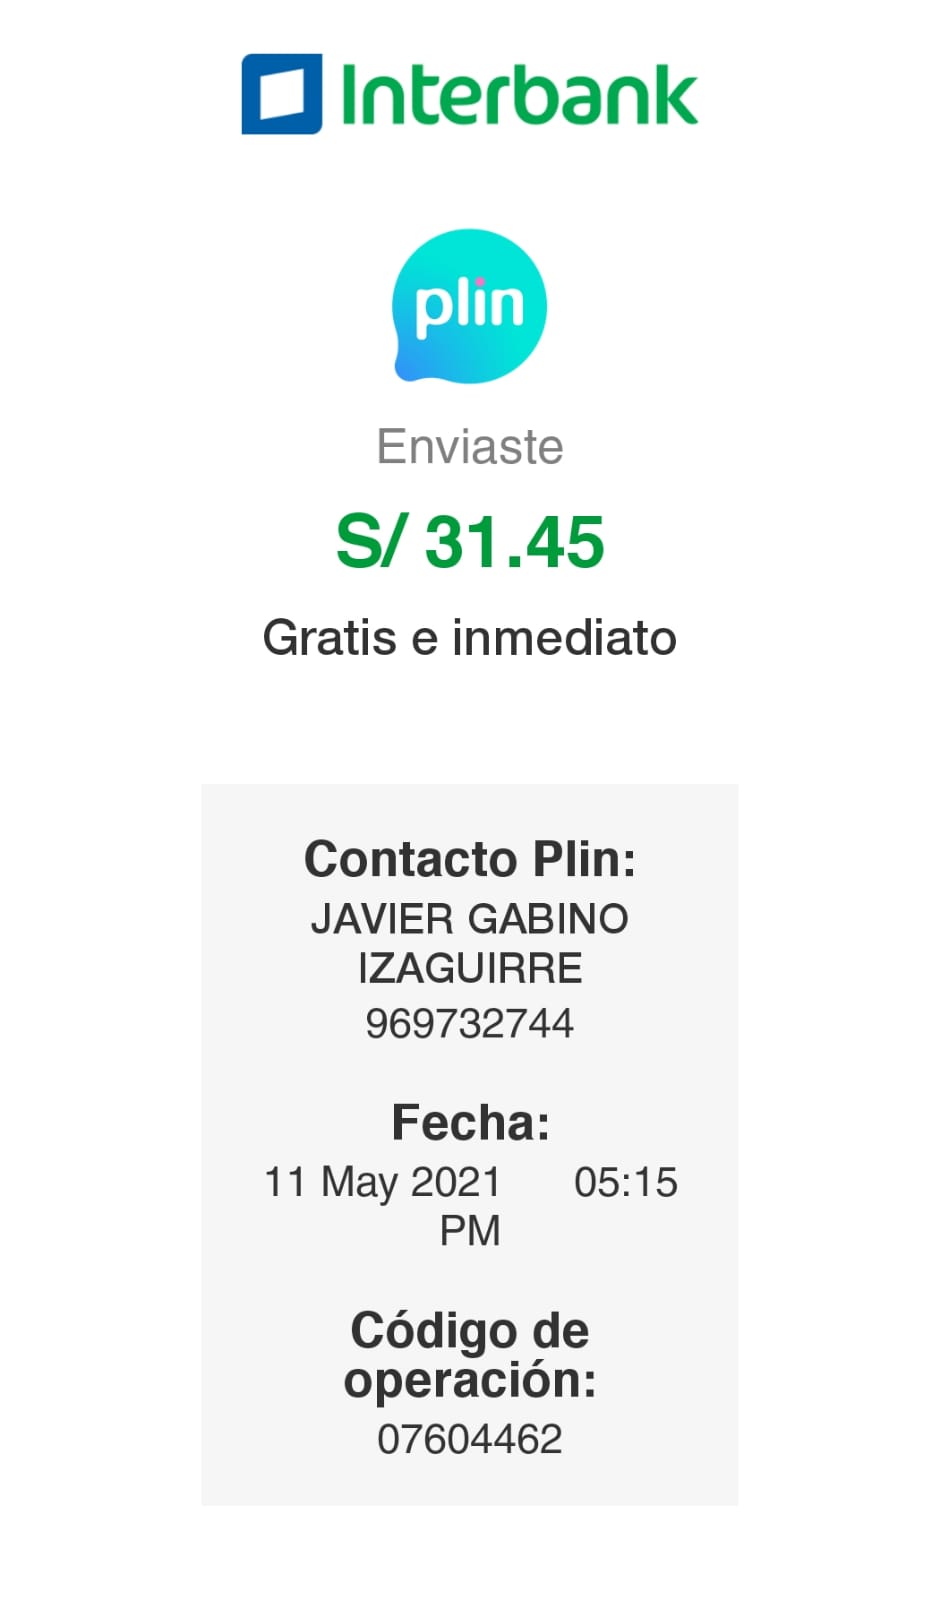 Interbank
plin
Enviaste
S/ 31.45
Gratis e inmediato
Contacto Plin:
JAVIER GABINO
IZAGUIRRE
969732744
Fecha:
11 May 2021 05:15
PM
Código de
operación:
07604462